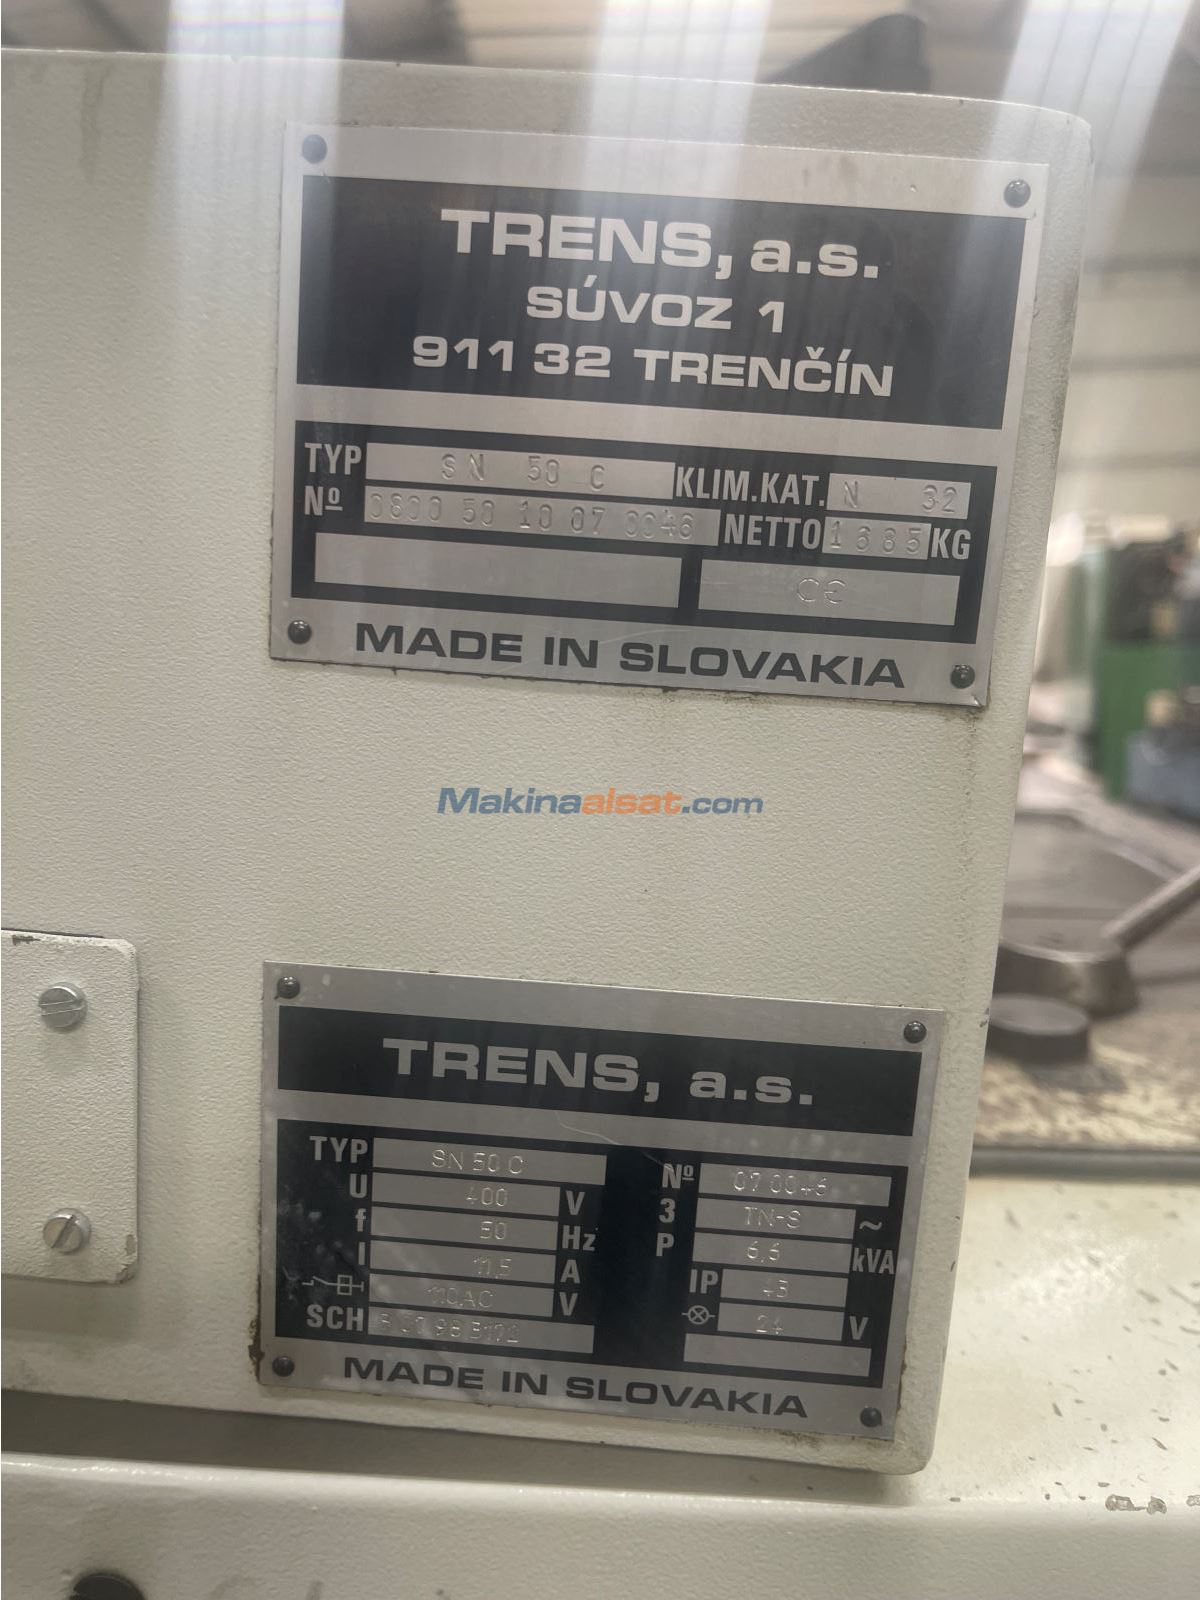 TRENS, a.s.
SÚVOZ 1
911 32 TRENČÍN
TYP SN 50 C KLIM.KAT. N 32
Nº 0800 50 10 07 0046 NETTO 1685 KG
CE
MADE IN SLOVAKIA
Makinaalsat.com
TRENS, a.s.
TYP SN 50 C Nº 07 0046
U 400 V 3 TN-S ~
f 50 Hz P 6,6 kVA
I 11,5 A IP 43
110AC V 24 V
SCH
MADE IN SLOVAKIA